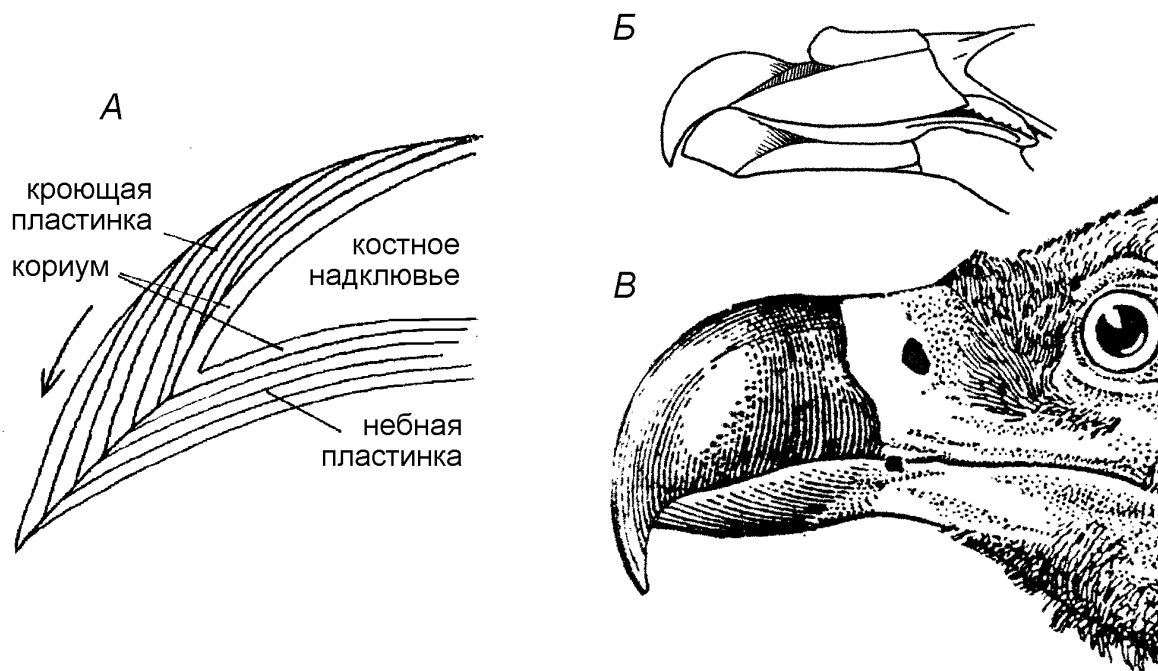 А
кроющая
пластинка
кориум
костное
надклювье
небная
пластинка
Б
В